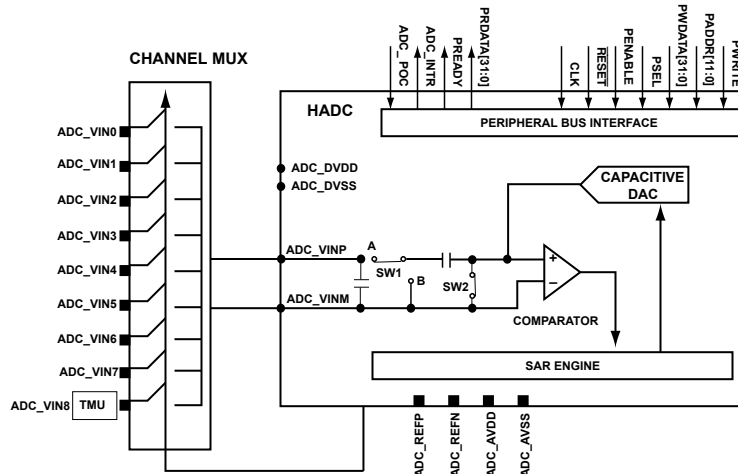 CHANNEL MUX
ADC_VIN0
ADC_VIN1
ADC_VIN2
ADC_VIN3
ADC_VIN4
ADC_VIN5
ADC_VIN6
ADC_VIN7
ADC_VIN8
TMU
ADC_POC
ADC_INTR
PREADY
PRDATA[31:0]
CLK
RESET
PENABLE
PSEL
PWDATA[31:0]
PADDR[11:0]
PWRITE
HADC
PERIPHERAL BUS INTERFACE
ADC_DVDD
ADC_DVSS
CAPACITIVE
DAC
ADC_VINP
A
SW1
B
SW2
+
−
ADC_VINM
COMPARATOR
SAR ENGINE
ADC_REFP
ADC_REFN
ADC_AVDD
ADC_AVSS